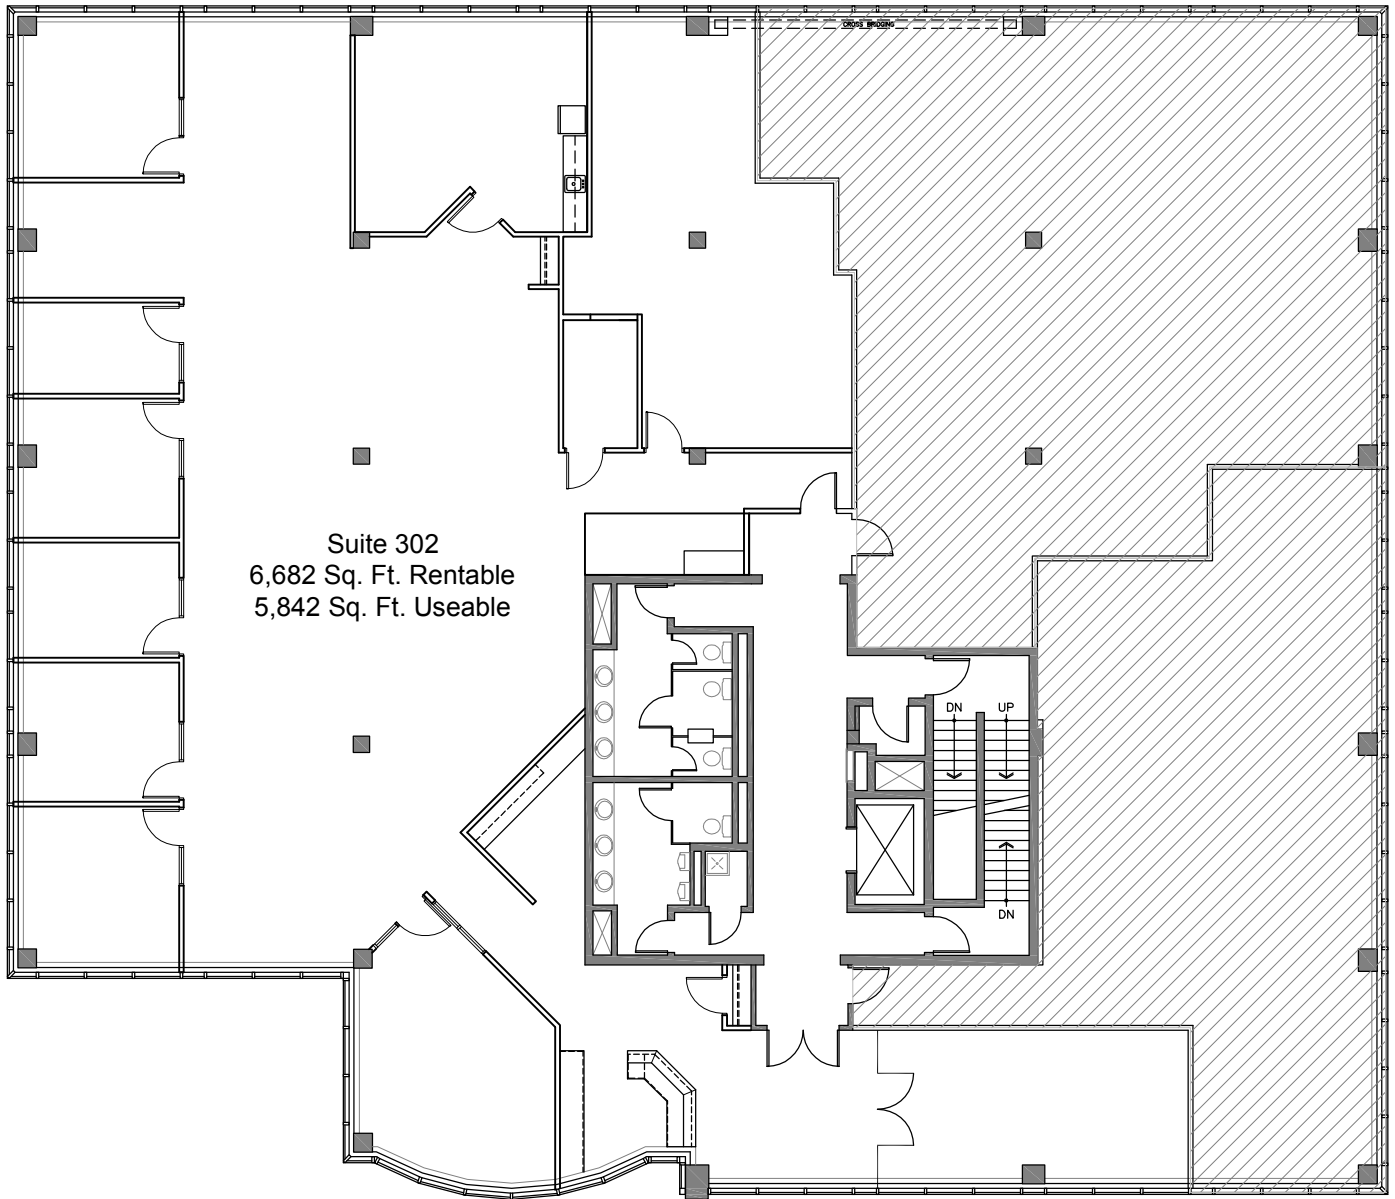 CROSS BRIDGING
Suite 302
6,682 Sq. Ft. Rentable
5,842 Sq. Ft. Useable
DN
UP
DN